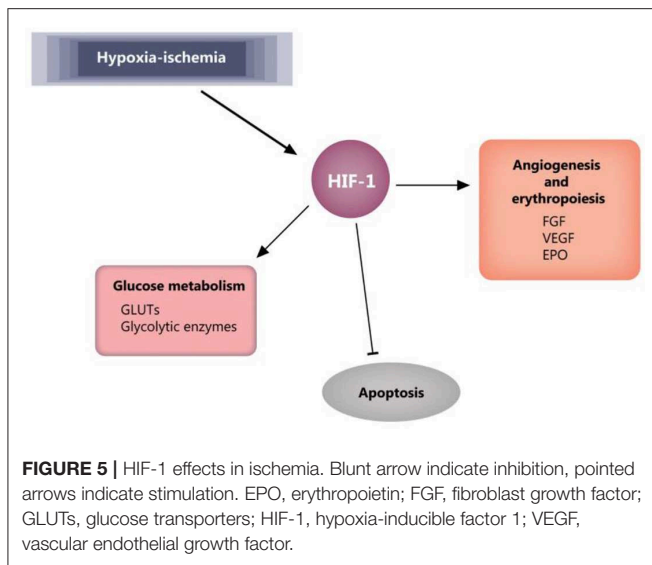 Hypoxia-ischemia
HIF-1
Angiogenesis
and
erythropoiesis
FGF
VEGF
EPO
Glucose metabolism
GLUTs
Glycolytic enzymes
Apoptosis
FIGURE 5 | HIF-1 effects in ischemia. Blunt arrow indicate inhibition, pointed
arrows indicate stimulation. EPO, erythropoietin; FGF, fibroblast growth factor;
GLUTs, glucose transporters; HIF-1, hypoxia-inducible factor 1; VEGF,
vascular endothelial growth factor.